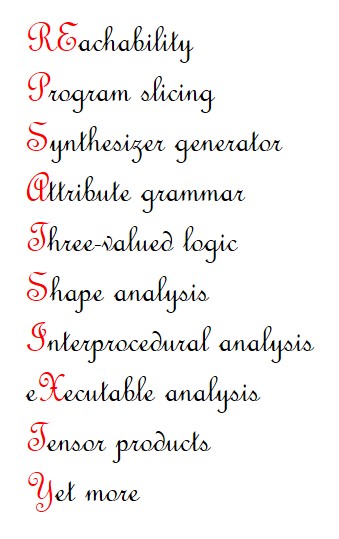 REachability
Program slicing
Synthesizer generator
Attribute grammar
Three-valued logic
Shape analysis
Interprocedural analysis
eXecutable analysis
Tensor products
Yet more